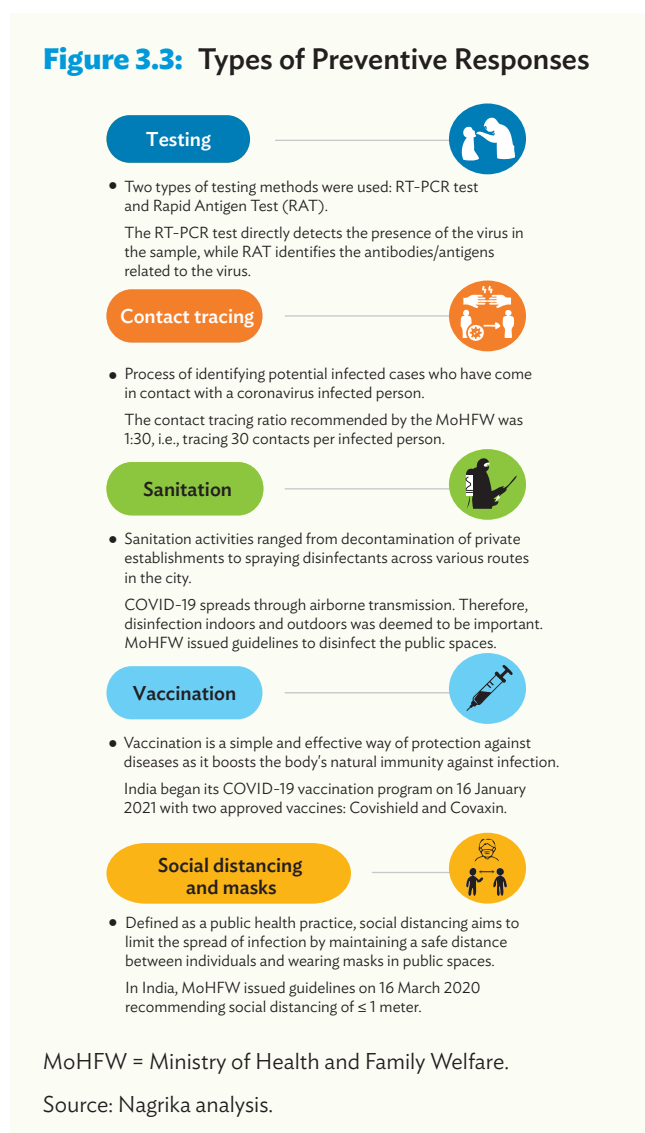 Figure 3.3: Types of Preventive Responses
Testing
• Two types of testing methods were used: RT-PCR test
and Rapid Antigen Test (RAT).
The RT-PCR test directly detects the presence of the virus in
the sample, while RAT identifies the antibodies/antigens
related to the virus.
Contact tracing
• Process of identifying potential infected cases who have come
in contact with a coronavirus infected person.
The contact tracing ratio recommended by the MoHFW was
1:30, i.e., tracing 30 contacts per infected person.
Sanitation
• Sanitation activities ranged from decontamination of private
establishments to spraying disinfectants across various routes
in the city.
COVID-19 spreads through airborne transmission. Therefore,
disinfection indoors and outdoors was deemed to be important.
MoHFW issued guidelines to disinfect the public spaces.
Vaccination
• Vaccination is a simple and effective way of protection against
diseases as it boosts the body's natural immunity against infection.
India began its COVID-19 vaccination program on 16 January
2021 with two approved vaccines: Covishield and Covaxin.
Social distancing
and masks
• Defined as a public health practice, social distancing aims to
limit the spread of infection by maintaining a safe distance
between individuals and wearing masks in public spaces.
In India, MoHFW issued guidelines on 16 March 2020
recommending social distancing of ≤ 1 meter.
MoHFW = Ministry of Health and Family Welfare.
Source: Nagrika analysis.